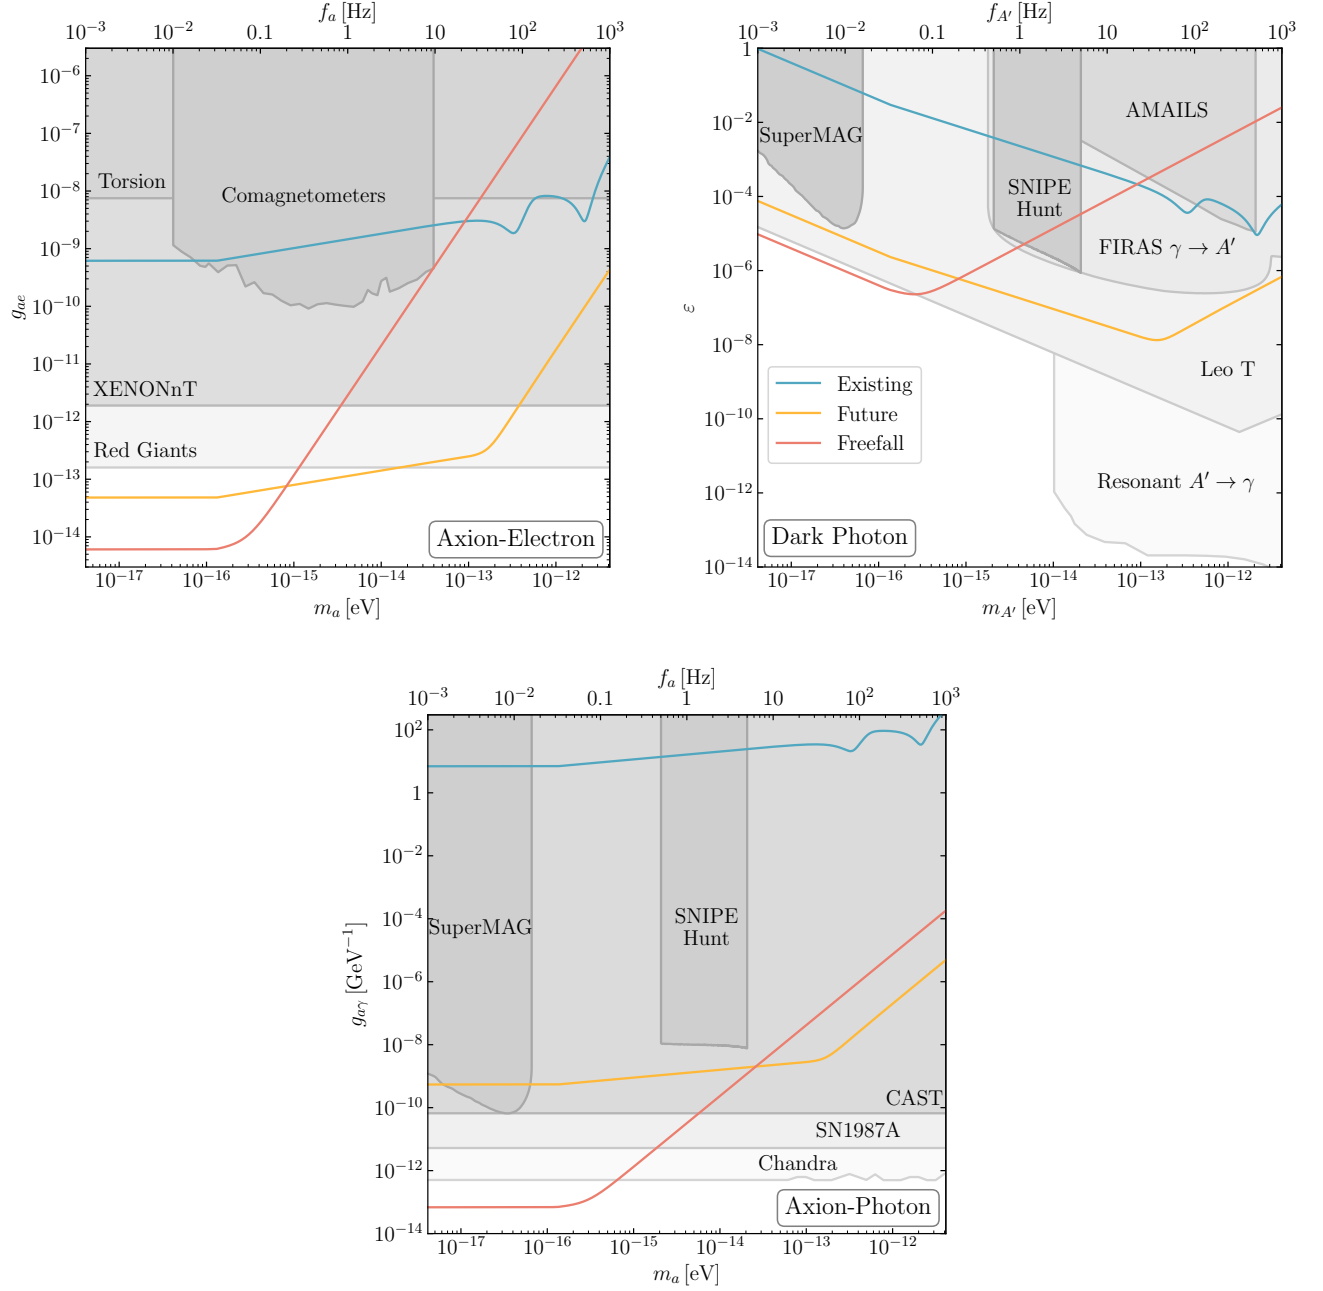 f_a [Hz]
10^{-3} 10^{-2} 0.1 1 10 10^2 10^3
10^{-6}
10^{-7}
10^{-8}
10^{-9}
10^{-10}
10^{-11}
10^{-12}
10^{-13}
10^{-14}
g_{ae}
Torsion
Comagnetometers
XENONnT
Red Giants
Axion-Electron
10^{-17} 10^{-16} 10^{-15} 10^{-14} 10^{-13} 10^{-12}
m_a [eV]
f_{A'} [Hz]
10^{-3} 10^{-2} 0.1 1 10 10^2 10^3
1
10^{-2}
10^{-4}
10^{-6}
10^{-8}
10^{-10}
10^{-12}
10^{-14}
ε
SuperMAG
AMAILS
SNIPE
Hunt
FIRAS γ → A'
Leo T
Existing
Future
Freefall
Resonant A' → γ
Dark Photon
10^{-17} 10^{-16} 10^{-15} 10^{-14} 10^{-13} 10^{-12}
m_{A'} [eV]
f_a [Hz]
10^{-3} 10^{-2} 0.1 1 10 10^2 10^3
10^2
1
10^{-2}
10^{-4}
10^{-6}
10^{-8}
10^{-10}
10^{-12}
10^{-14}
g_{aγ} [GeV^{-1}]
SuperMAG
SNIPE
Hunt
CAST
SN1987A
Chandra
Axion-Photon
10^{-17} 10^{-16} 10^{-15} 10^{-14} 10^{-13} 10^{-12}
m_a [eV]